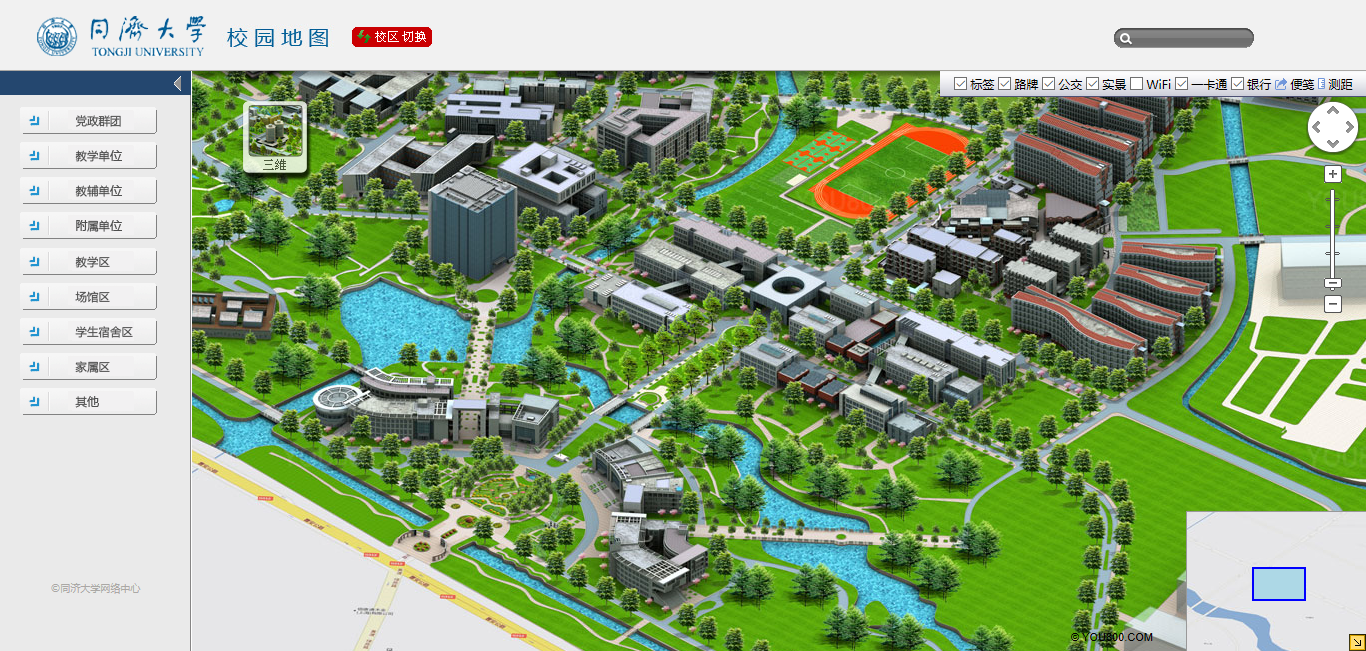 同濟大学
TONGJI UNIVERSITY
校园地图
校区切换
标签 路牌 公交 实景 WiFi 一卡通 银行 便笺 测距
党政群团
教学单位
教辅单位
附属单位
教学区
场馆区
学生宿舍区
家属区
其他
三维
©同济大学网络中心
© YOU800.COM